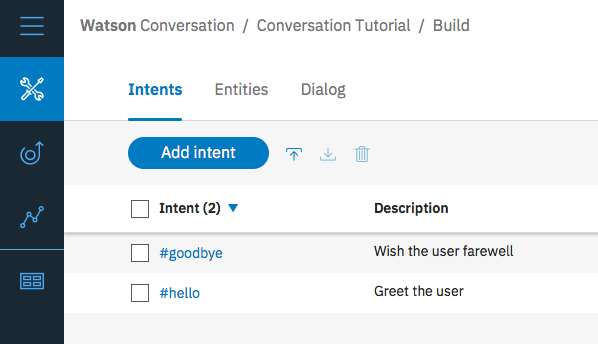 Watson Conversation / Conversation Tutorial / Build
Intents Entities Dialog
Add intent
Intent (2) Description
#goodbye Wish the user farewell
#hello Greet the user